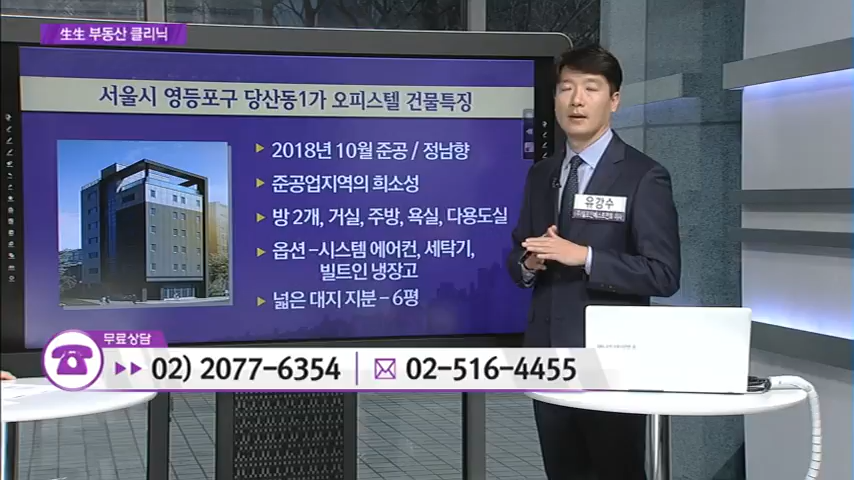 生生 부동산 클리닉
서울시 영등포구 당산동1가 오피스텔 건물특징
▶ 2018년 10월 준공 / 정남향
▶ 준공업지역의 희소성
▶ 방 2개, 거실, 주방, 욕실, 다용도실
▶ 옵션 – 시스템 에어컨, 세탁기,
빌트인 냉장고
▶ 넓은 대지 지분 – 6평
유강수
무료상담
▶▶ 02) 2077-6354 | 02-516-4455